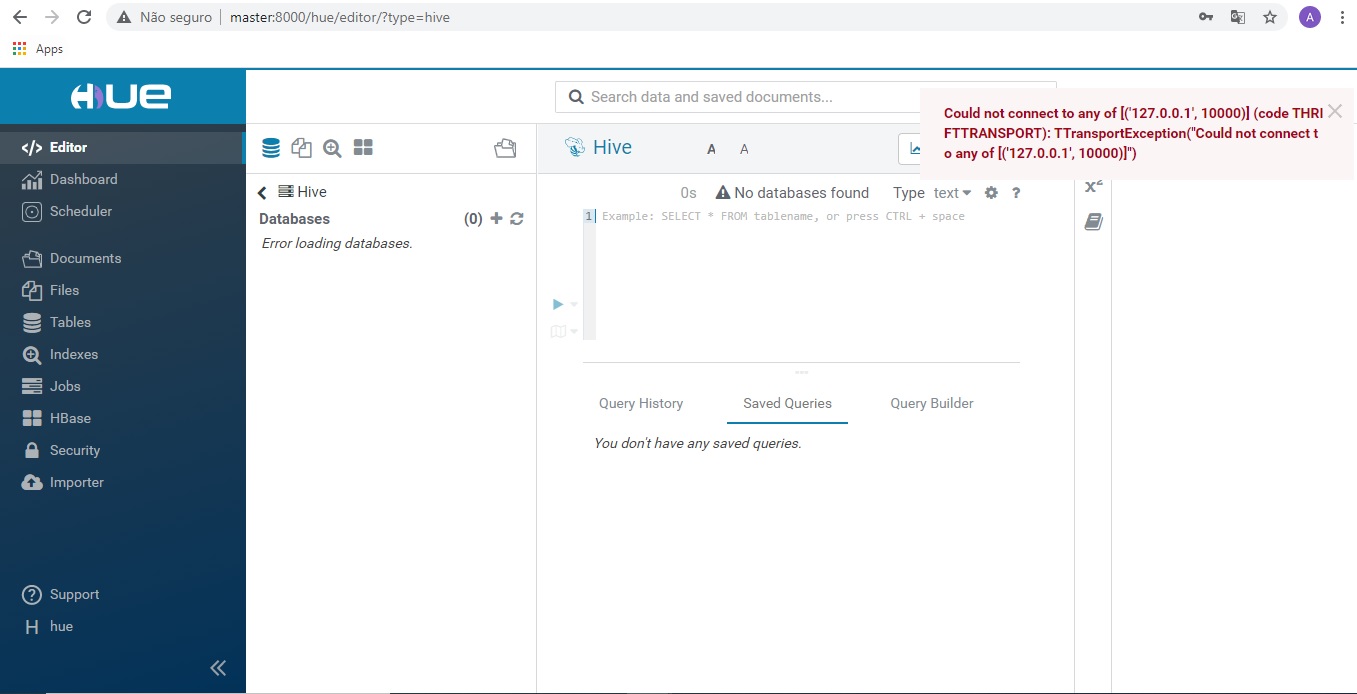 Não seguro
master:8000/hue/editor/?type=hive
Apps
HUE
Search data and saved documents...
Could not connect to any of [('127.0.0.1', 10000)] (code THRI
FTTRANSPORT): TTransportException("Could not connect t
o any of [('127.0.0.1', 10000)]")
</> Editor
Dashboard
Scheduler
Documents
Files
Tables
Indexes
Jobs
HBase
Security
Importer
Support
H hue
Hive
Databases (0)
Error loading databases.
Hive A A
0s No databases found Type text ?
1 Example: SELECT * FROM tablename, or press CTRL + space
Query History Saved Queries Query Builder
You don't have any saved queries.
x²
A